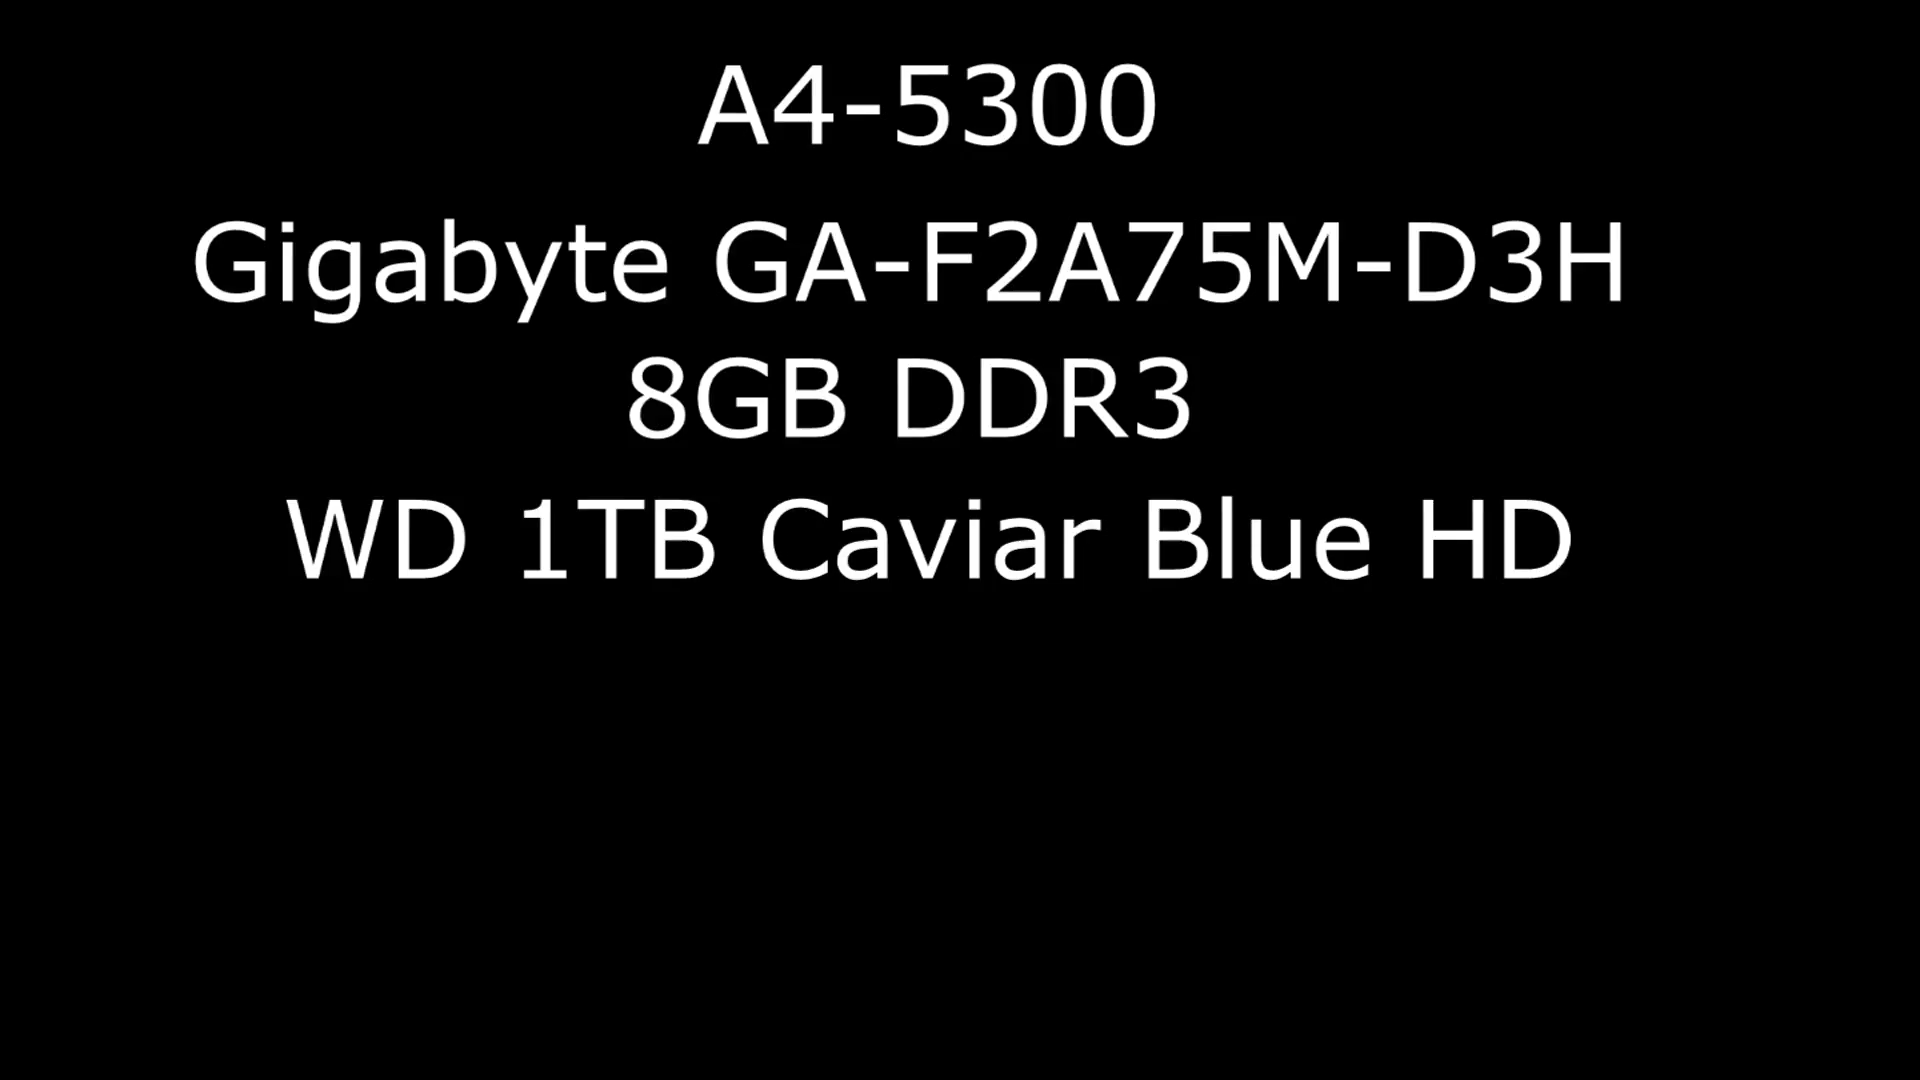 A4-5300
Gigabyte GA-F2A75M-D3H
8GB DDR3
WD 1TB Caviar Blue HD